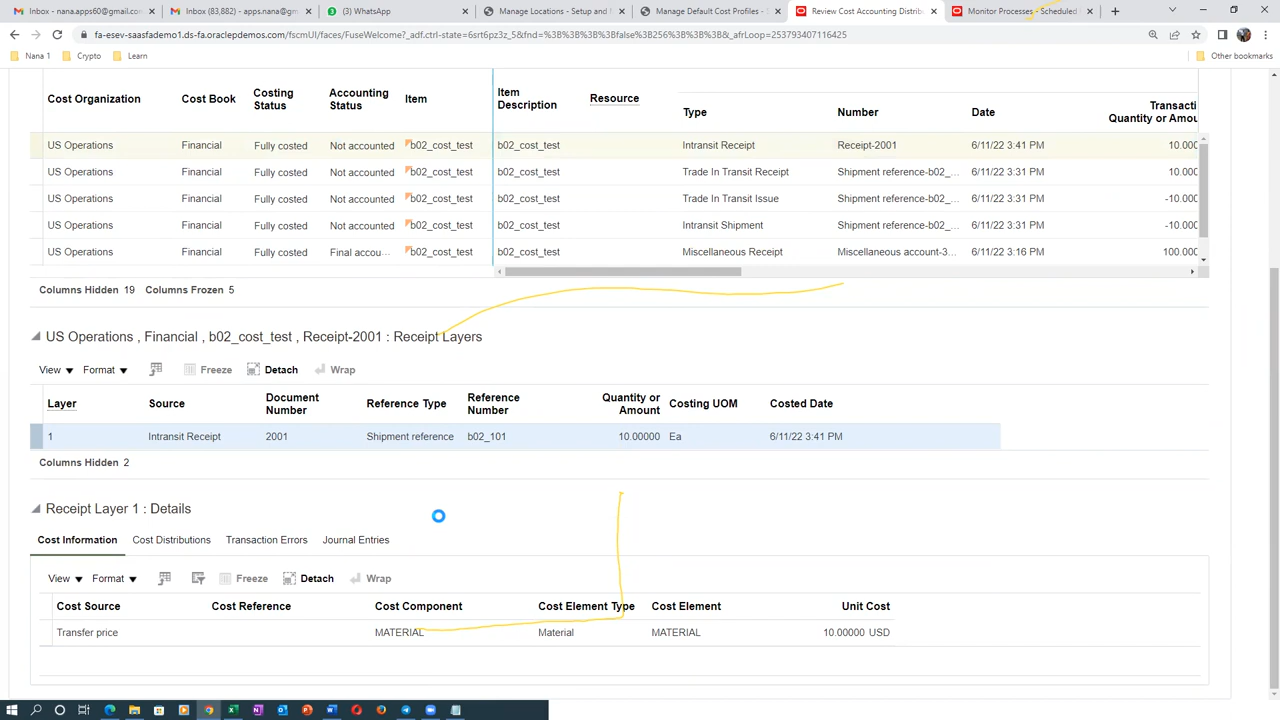 Inbox - nana.apps60@gmail.com
Inbox (83,882) - apps.nana@gm
(3) WhatsApp
Manage Locations - Setup and M
Manage Default Cost Profiles - S
Review Cost Accounting Distrib
Monitor Processes - Scheduled P
fa-esev-saasfademo1.ds-fa.oraclepdemos.com/fscmUI/faces/FuseWelcome?_adf.ctrl-state=6srt6pz3z_5&fnd=%3B%3B%3B%3Bfalse%3B256%3B%3B%3B&_afrLoop=253793407116425
Nana 1
Crypto
Learn
Other bookmarks
Cost Organization
Cost Book
Costing Status
Accounting Status
Item
Item Description
Resource
Type
Number
Date
Transacti
Quantity or Amou
US Operations Financial Fully costed Not accounted b02_cost_test b02_cost_test Intransit Receipt Receipt-2001 6/11/22 3:41 PM 10.000
US Operations Financial Fully costed Not accounted b02_cost_test b02_cost_test Trade In Transit Receipt Shipment reference-b02_... 6/11/22 3:31 PM 10.000
US Operations Financial Fully costed Not accounted b02_cost_test b02_cost_test Trade In Transit Issue Shipment reference-b02_... 6/11/22 3:31 PM -10.000
US Operations Financial Fully costed Not accounted b02_cost_test b02_cost_test Intransit Shipment Shipment reference-b02_... 6/11/22 3:31 PM -10.000
US Operations Financial Fully costed Final accou... b02_cost_test b02_cost_test Miscellaneous Receipt Miscellaneous account-3... 6/11/22 3:16 PM 100.000
Columns Hidden 19 Columns Frozen 5
US Operations , Financial , b02_cost_test , Receipt-2001 : Receipt Layers
View Format Freeze Detach Wrap
Layer Source Document Number Reference Type Reference Number Quantity or Amount Costing UOM Costed Date
1 Intransit Receipt 2001 Shipment reference b02_101 10.00000 Ea 6/11/22 3:41 PM
Columns Hidden 2
Receipt Layer 1 : Details
Cost Information Cost Distributions Transaction Errors Journal Entries
View Format Freeze Detach Wrap
Cost Source Cost Reference Cost Component Cost Element Type Cost Element Unit Cost
Transfer price MATERIAL Material MATERIAL 10.00000 USD